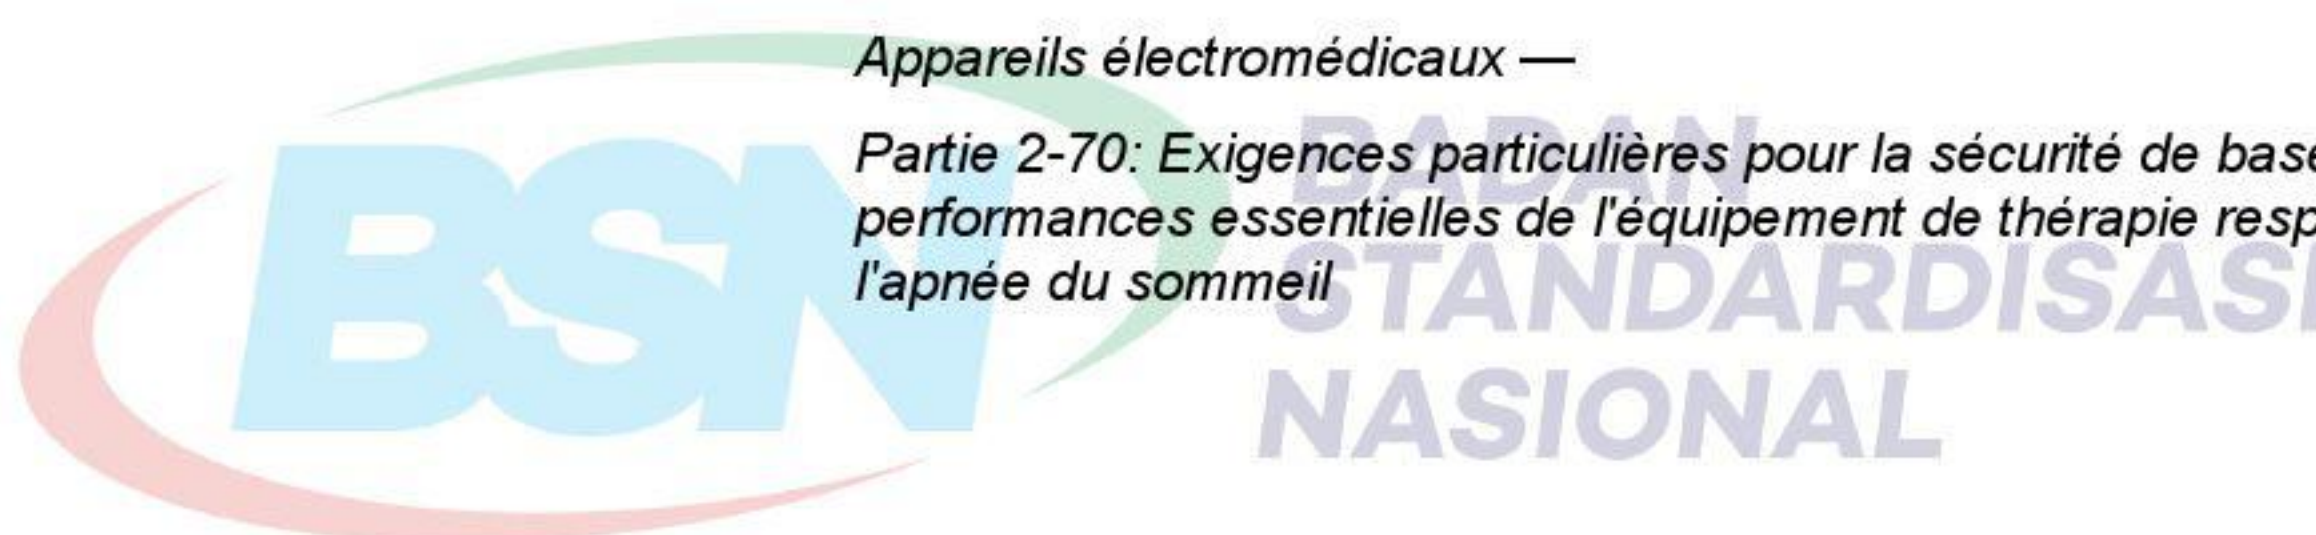 Appareils électromédicaux —
BADAN
Partie 2-70: Exigences particulières pour la sécurité de base
performances essentielles de l'équipement de thérapie resp
STANDARDISASI
l'apnée du sommeil
BSN
NASIONAL